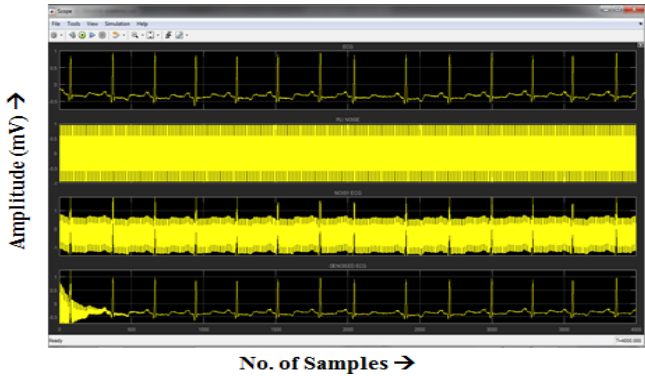 Scope
File Tools View Simulation Help
ECG
PLI NOISE
NOISY ECG
DENOISED ECG
0 500 1000 1500 2000 2500 3000 3500 4000
Ready
T=4000.000
Amplitude (mV) →
No. of Samples →